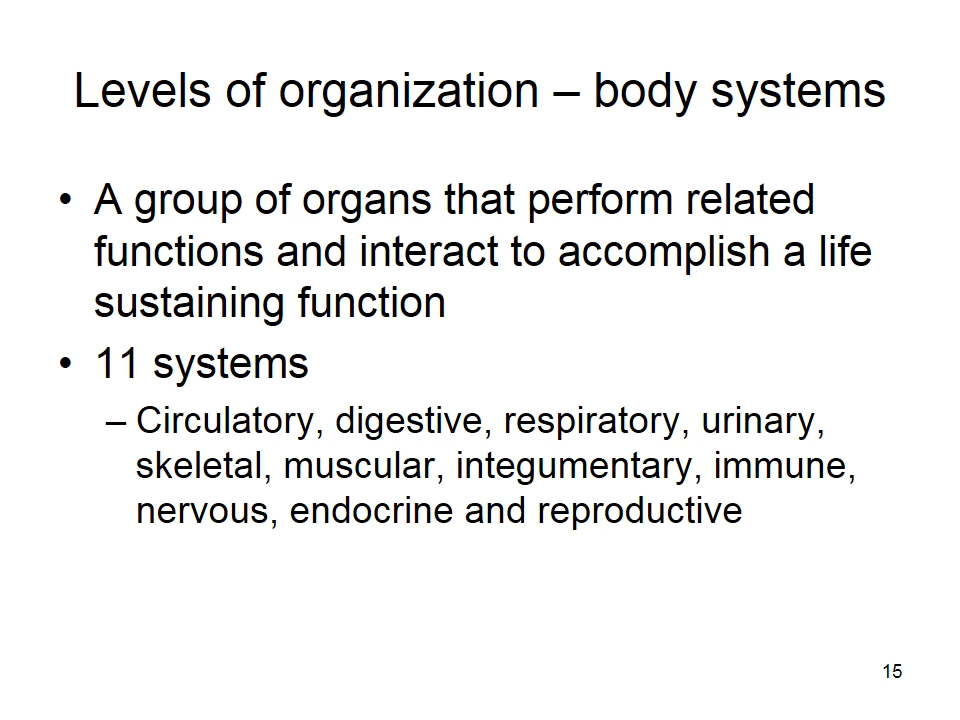 Levels of organization – body systems
• A group of organs that perform related
functions and interact to accomplish a life
sustaining function
• 11 systems
– Circulatory, digestive, respiratory, urinary,
skeletal, muscular, integumentary, immune,
nervous, endocrine and reproductive
15